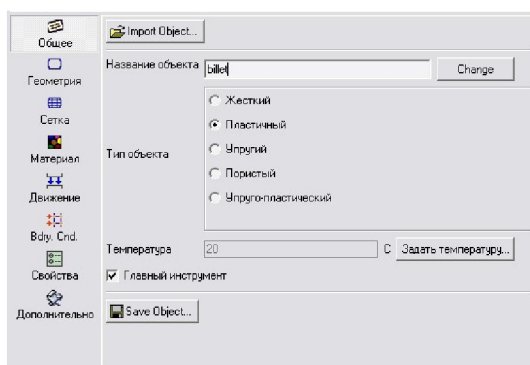 Общее
Геометрия
Сетка
Материал
Движение
Bdry. Cnd.
Свойства
Дополнительно
Import Object...
Название объекта billet Change
Тип объекта
Жесткий
Пластичный
Упругий
Пористый
Упруго-пластический
Температура 20 C Задать температуру...
Главный инструмент
Save Object...